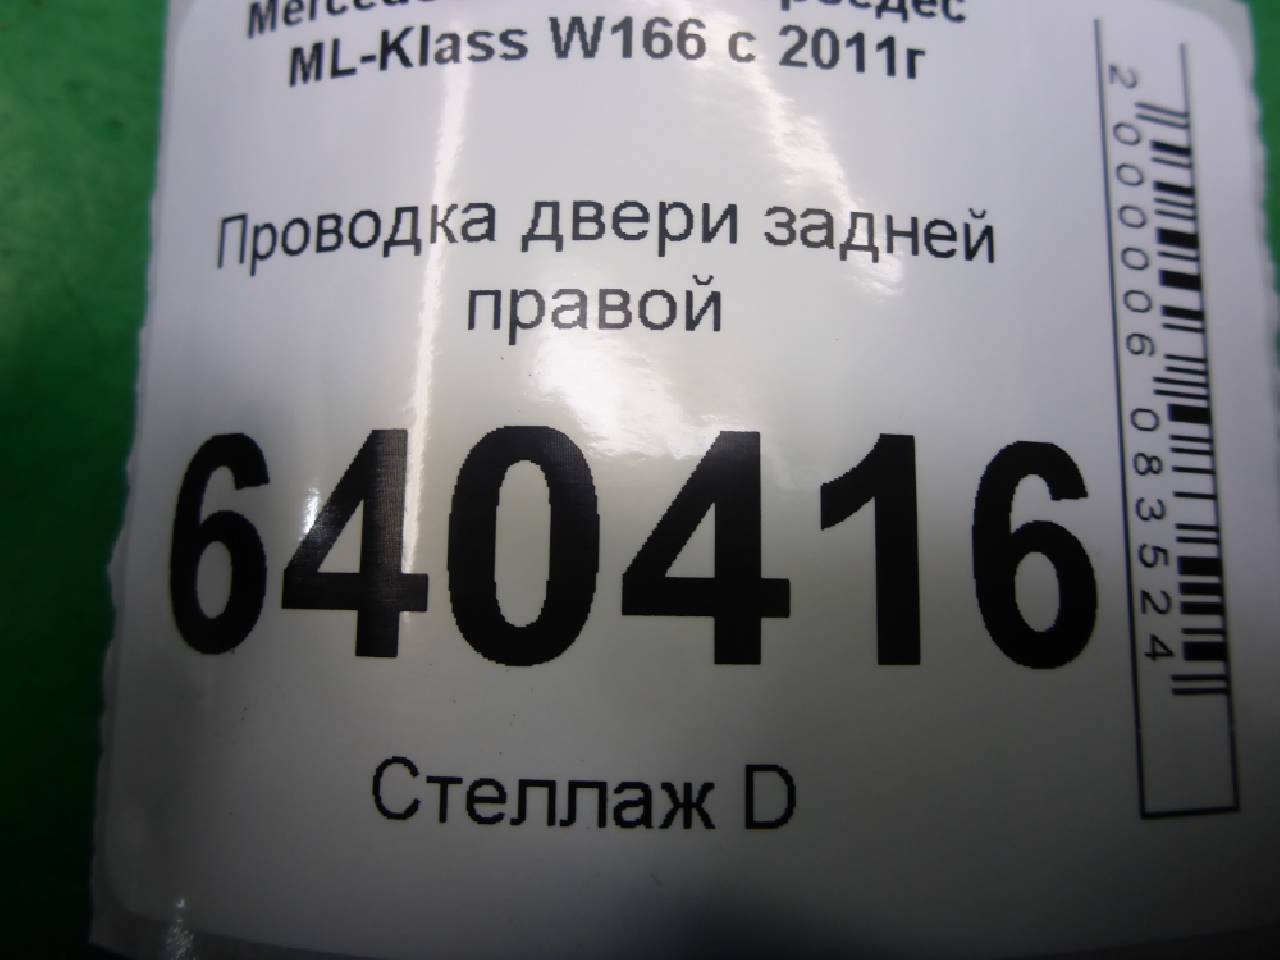 ML-Klass W166 с 2011г
Проводка двери задней
правой
640416
Стеллаж D
2000006083524